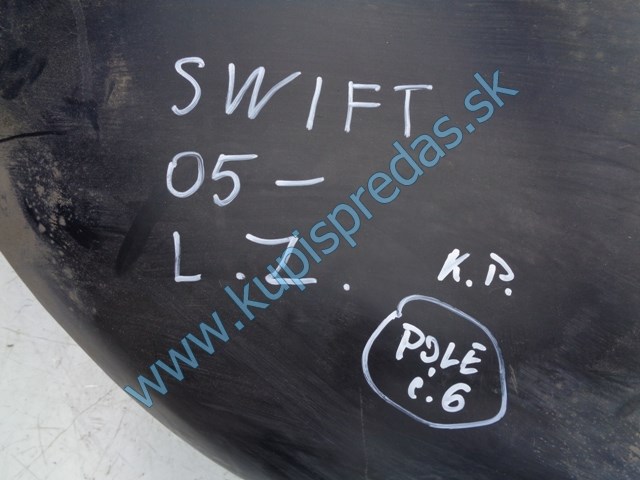 SWIFT
05-
L.Z.
K.P.
POLE
č.6
www.kupispredas.sk